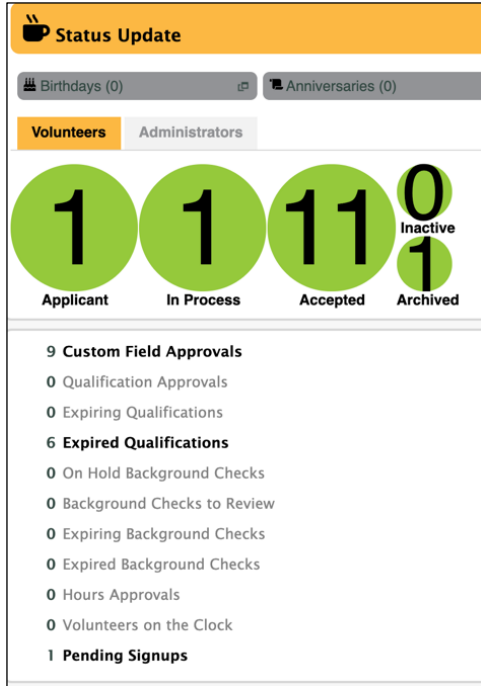 Status Update
Birthdays (0) Anniversaries (0)
Volunteers Administrators
1 1 11 0
Inactive
1
Applicant In Process Accepted Archived
9 Custom Field Approvals
0 Qualification Approvals
0 Expiring Qualifications
6 Expired Qualifications
0 On Hold Background Checks
0 Background Checks to Review
0 Expiring Background Checks
0 Expired Background Checks
0 Hours Approvals
0 Volunteers on the Clock
1 Pending Signups